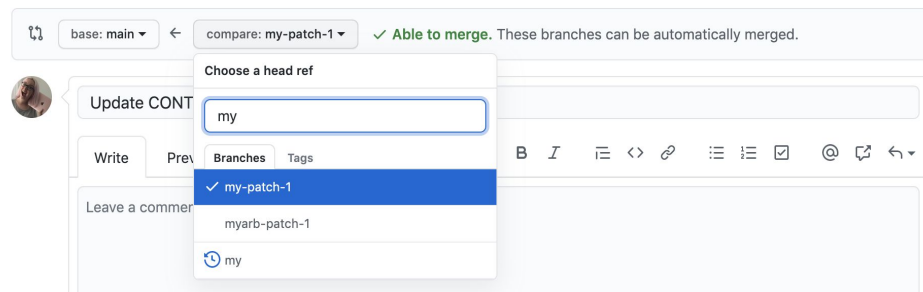 base: main ← compare: my-patch-1 ✓ Able to merge. These branches can be automatically merged.
Choose a head ref
Update CONT
my
Write Prev Branches Tags B I @
✓ my-patch-1
Leave a commen
myarb-patch-1
my